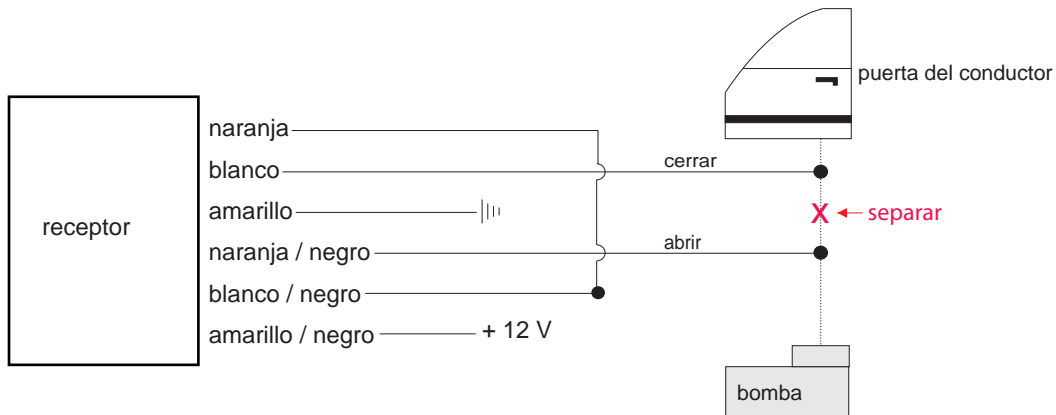 puerta del conductor
naranja
blanco
cerrar
amarillo
X
separar
receptor
naranja / negro
abrir
blanco / negro
amarillo / negro
+ 12 V
bomba